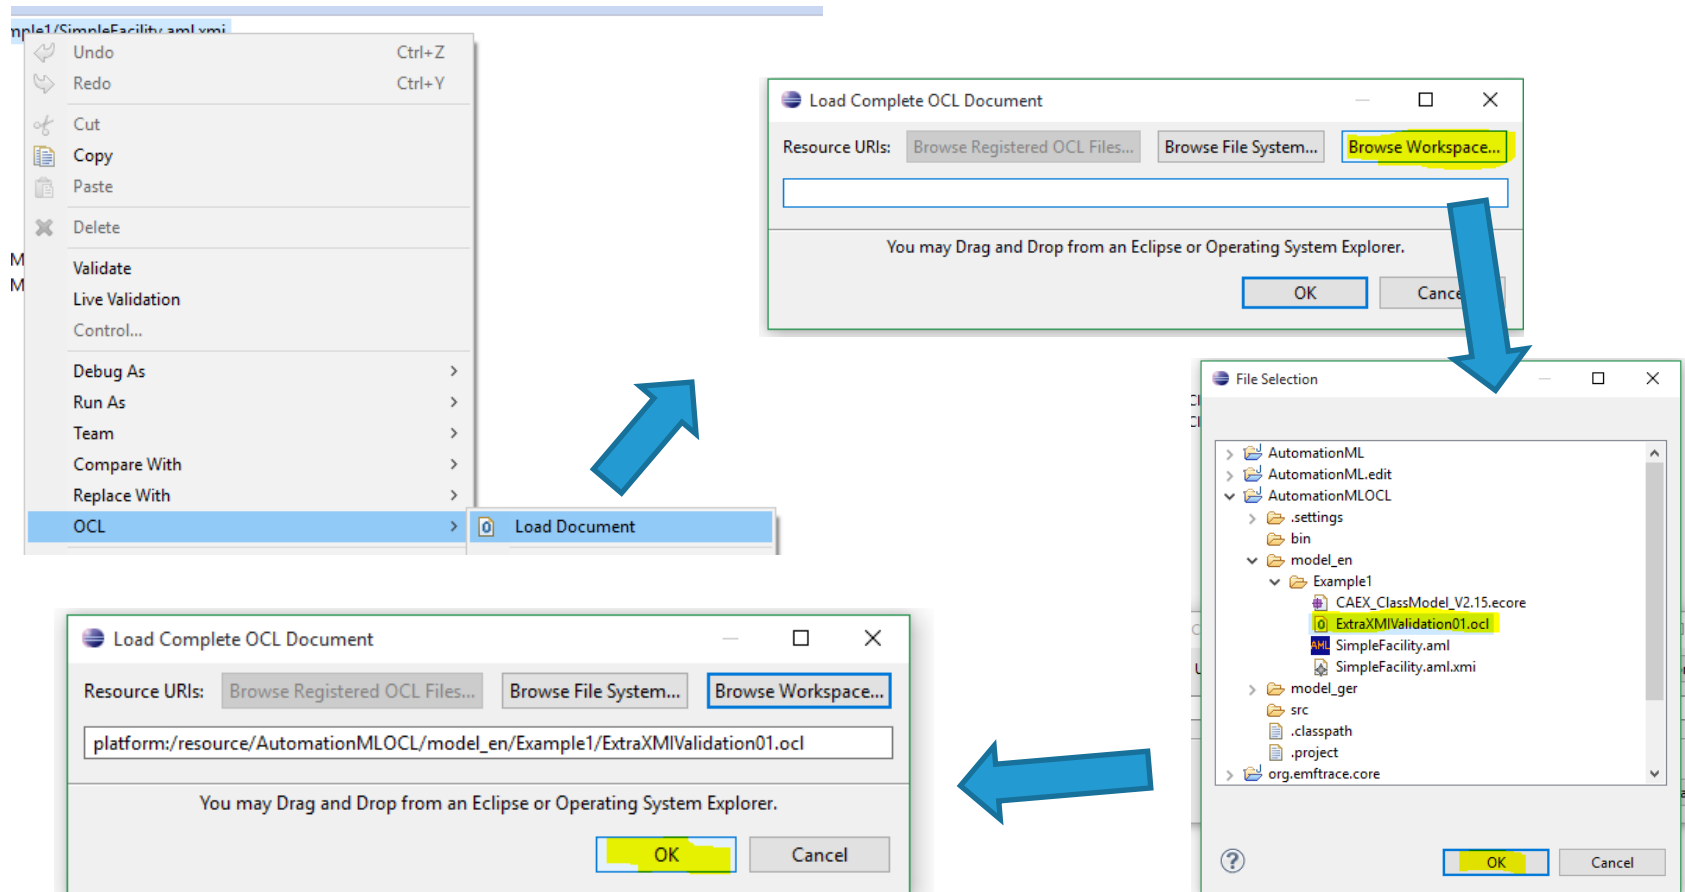 mple1/SimpleFacility.aml.xmi
Undo Ctrl+Z
Redo Ctrl+Y
Cut
Copy
Paste
Delete
M
Validate
M
Live Validation
Control...
Debug As
Run As
Team
Compare With
Replace With
OCL
Load Document
Load Complete OCL Document
Resource URIs: Browse Registered OCL Files... Browse File System... Browse Workspace...
You may Drag and Drop from an Eclipse or Operating System Explorer.
OK
File Selection
AutomationML
AutomationML.edit
AutomationMLOCL
.settings
bin
model_en
Example1
CAEX_ClassModel_V2.15.ecore
ExtraXMIValidation01.ocl
AML SimpleFacility.aml
SimpleFacility.aml.xmi
model_ger
src
.classpath
.project
org.emftrace.core
OK Cancel
Load Complete OCL Document
Resource URIs: Browse Registered OCL Files... Browse File System... Browse Workspace...
platform:/resource/AutomationMLOCL/model_en/Example1/ExtraXMIValidation01.ocl
You may Drag and Drop from an Eclipse or Operating System Explorer.
OK Cancel